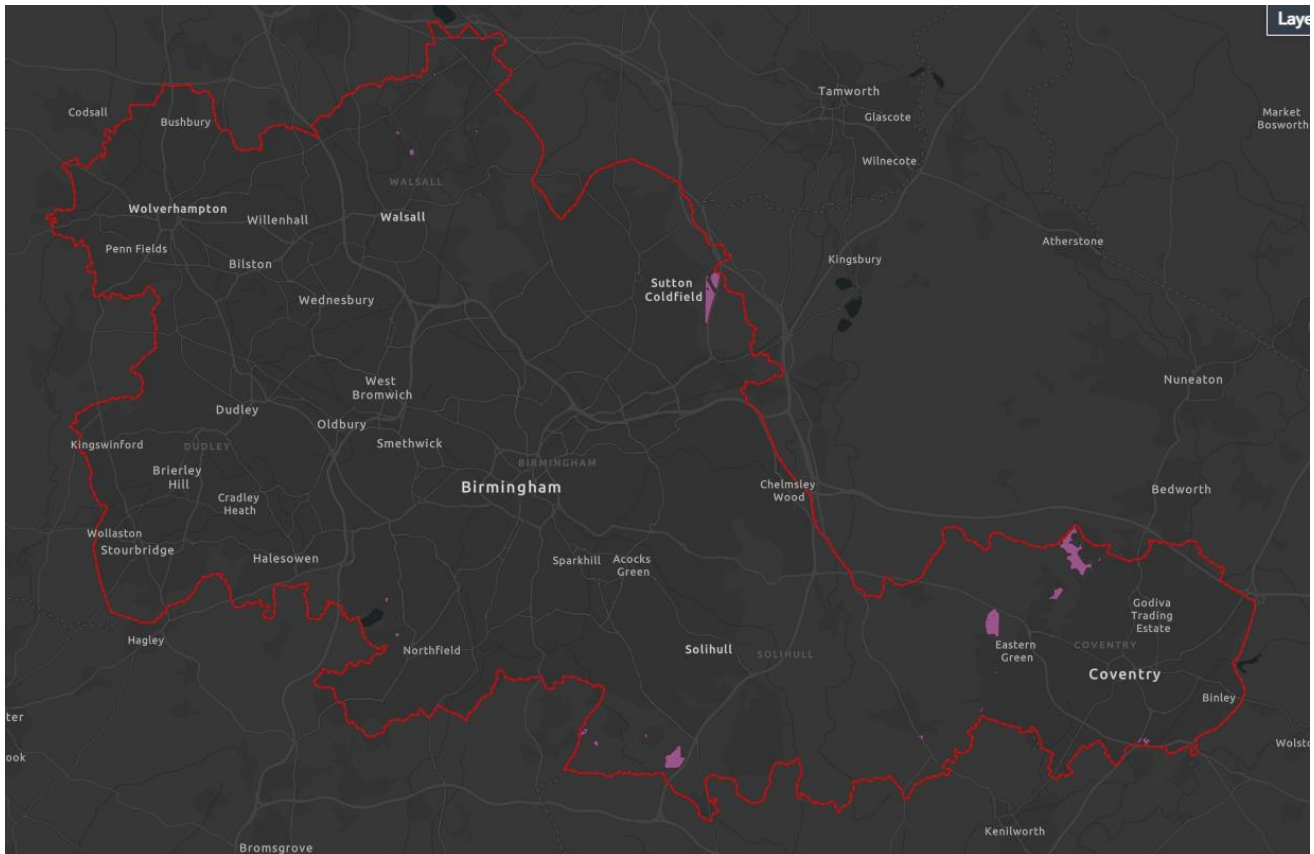 Laye
Codsall
Bushbury
Tamworth
Glascote
Market
Bosworth
Wilnecote
WALSALL
Wolverhampton
Willenhall
Walsall
Penn Fields
Bilston
Atherstone
Kingsbury
Wednesbury
Sutton
Coldfield
Nuneaton
West
Bromwich
Dudley
Oldbury
Smethwick
Kingswinford
DUDLEY
Brierley
Hill
BIRMINGHAM
Birmingham
Cradley
Heath
Chelmsley
Wood
Bedworth
Wollaston
Stourbridge
Halesowen
Sparkhill
Acocks
Green
Godiva
Trading
Estate
Hagley
Northfield
Solihull
SOLIHULL
Eastern
Green
COVENTRY
Coventry
Binley
ter
ook
Wolsto
Kenilworth
Bromsgrove